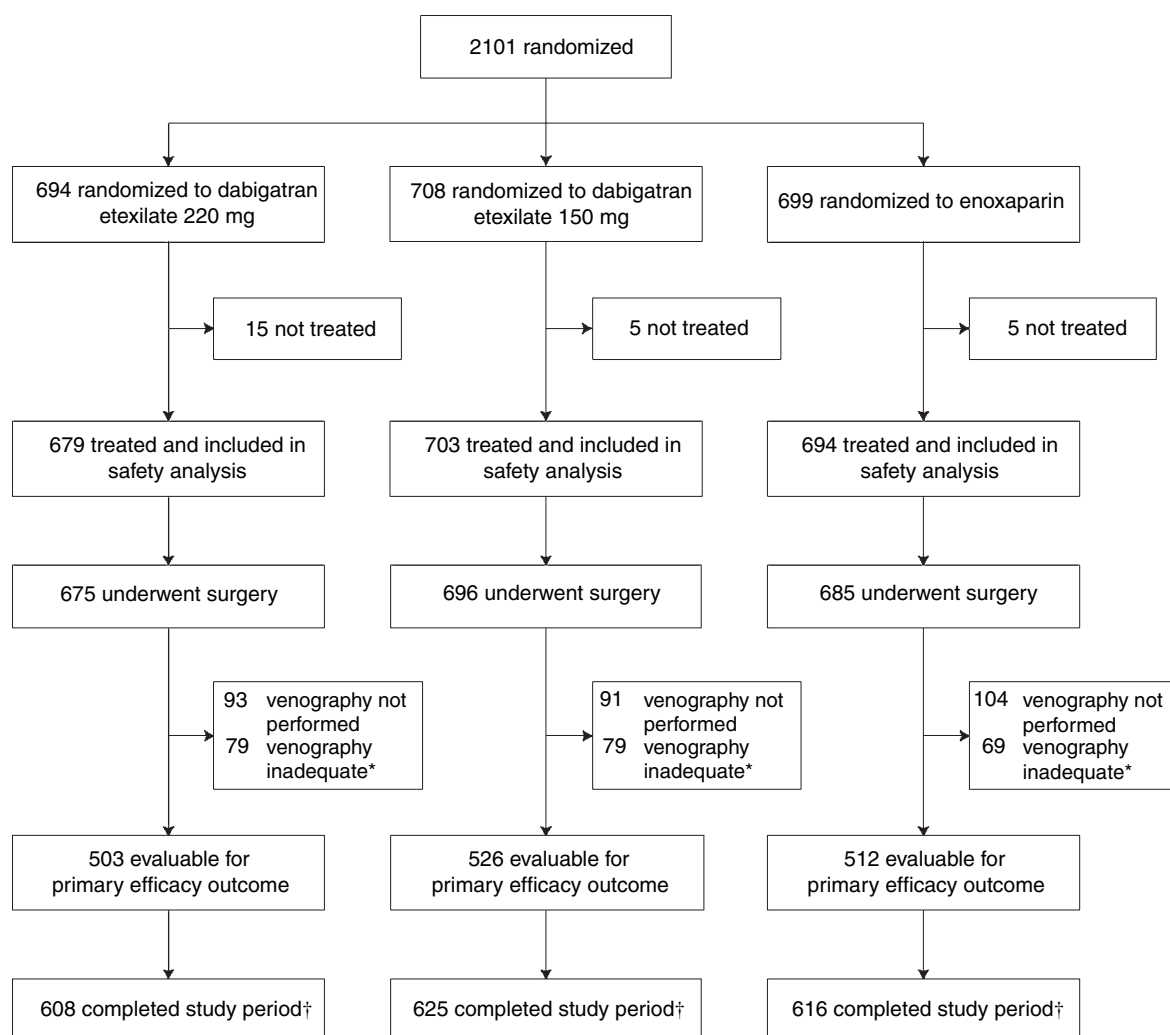 2101 randomized
694 randomized to dabigatran
etexilate 220 mg
708 randomized to dabigatran
etexilate 150 mg
699 randomized to enoxaparin
15 not treated
5 not treated
5 not treated
679 treated and included in
safety analysis
703 treated and included in
safety analysis
694 treated and included in
safety analysis
675 underwent surgery
696 underwent surgery
685 underwent surgery
93 venography not
performed
79 venography
inadequate*
91 venography not
performed
79 venography
inadequate*
104 venography not
performed
69 venography
inadequate*
503 evaluable for
primary efficacy outcome
526 evaluable for
primary efficacy outcome
512 evaluable for
primary efficacy outcome
608 completed study period†
625 completed study period†
616 completed study period†